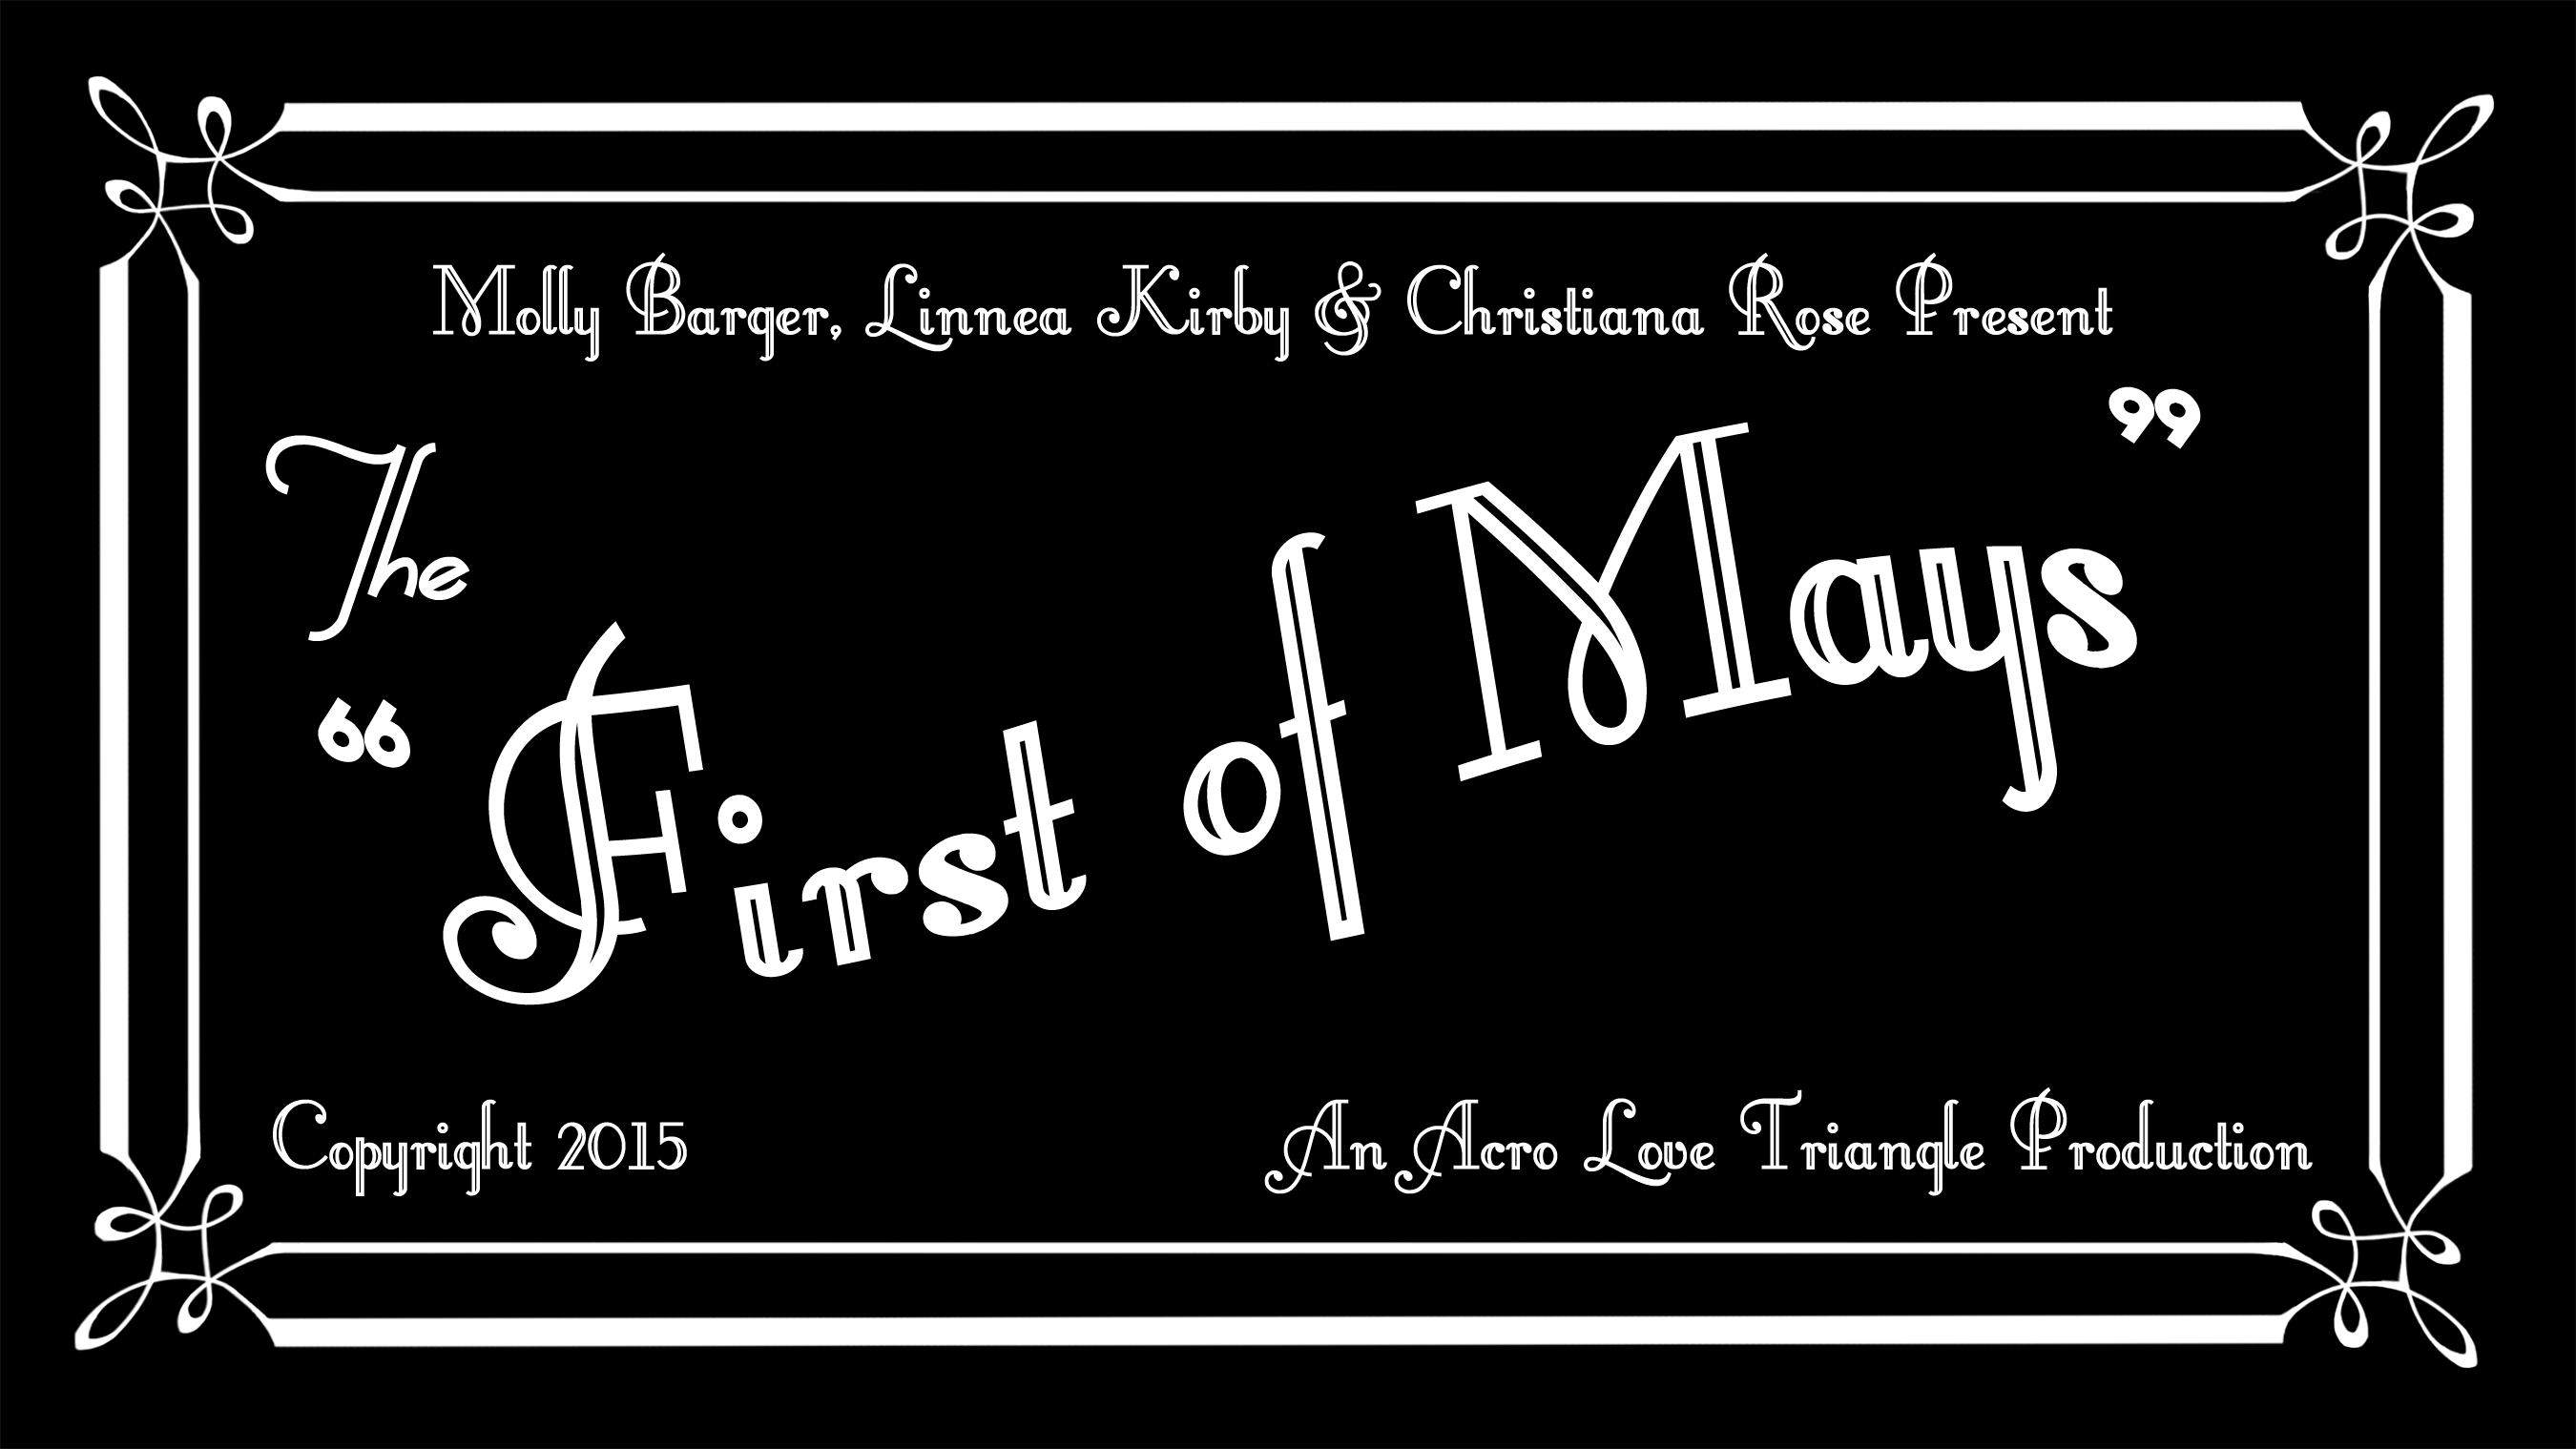 Molly Barger, Linnea Kirby & Christiana Rose Present
The
“First of Mays”
Copyright 2015
An Acro Love Triangle Production